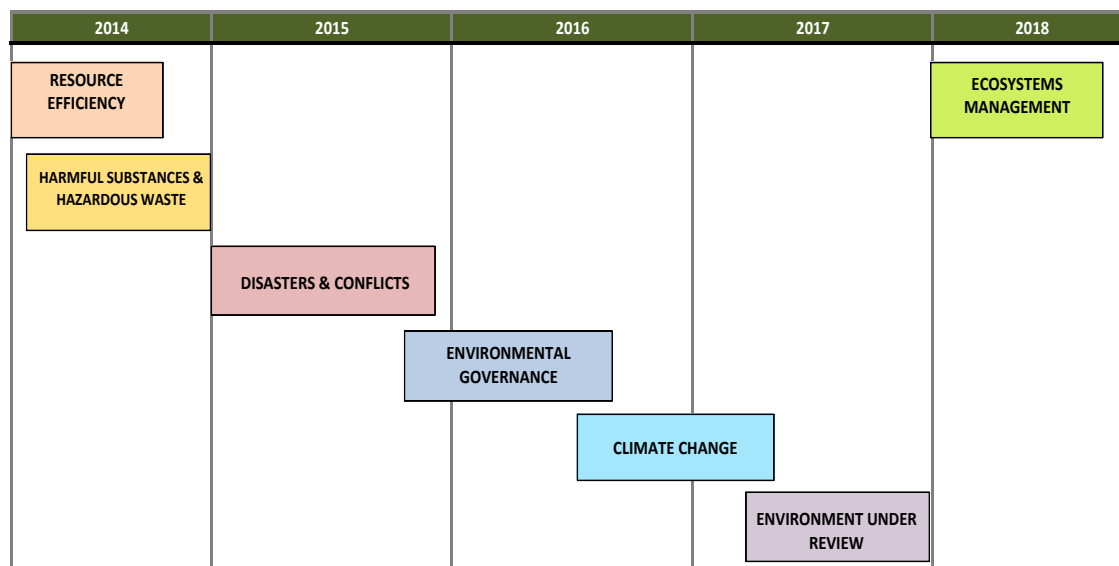 2014 2015 2016 2017 2018
RESOURCE
EFFICIENCY
ECOSYSTEMS
MANAGEMENT
HARMFUL SUBSTANCES &
HAZARDOUS WASTE
DISASTERS & CONFLICTS
ENVIRONMENTAL
GOVERNANCE
CLIMATE CHANGE
ENVIRONMENT UNDER
REVIEW